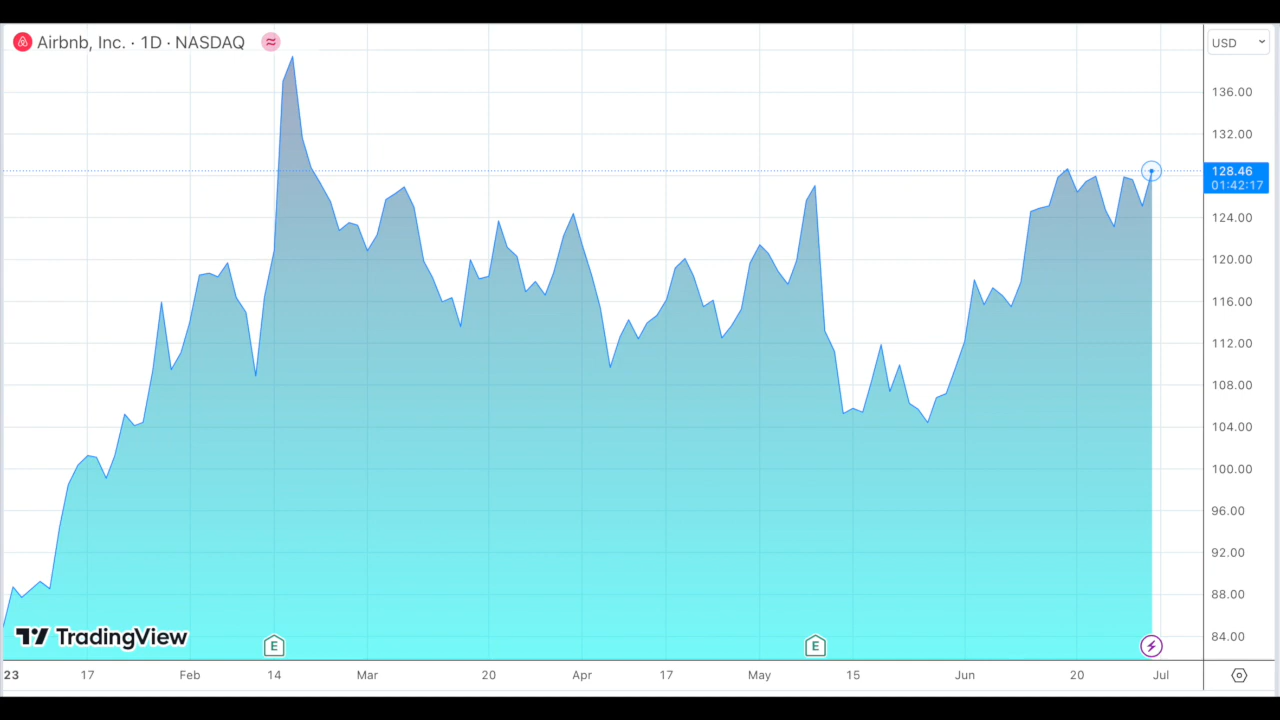 Airbnb, Inc. · 1D · NASDAQ
≈
USD
136.00
132.00
128.46
01:42:17
124.00
120.00
116.00
112.00
108.00
104.00
100.00
96.00
92.00
88.00
84.00
TradingView
E
E
23 17 Feb 14 Mar 20 Apr 17 May 15 Jun 20 Jul